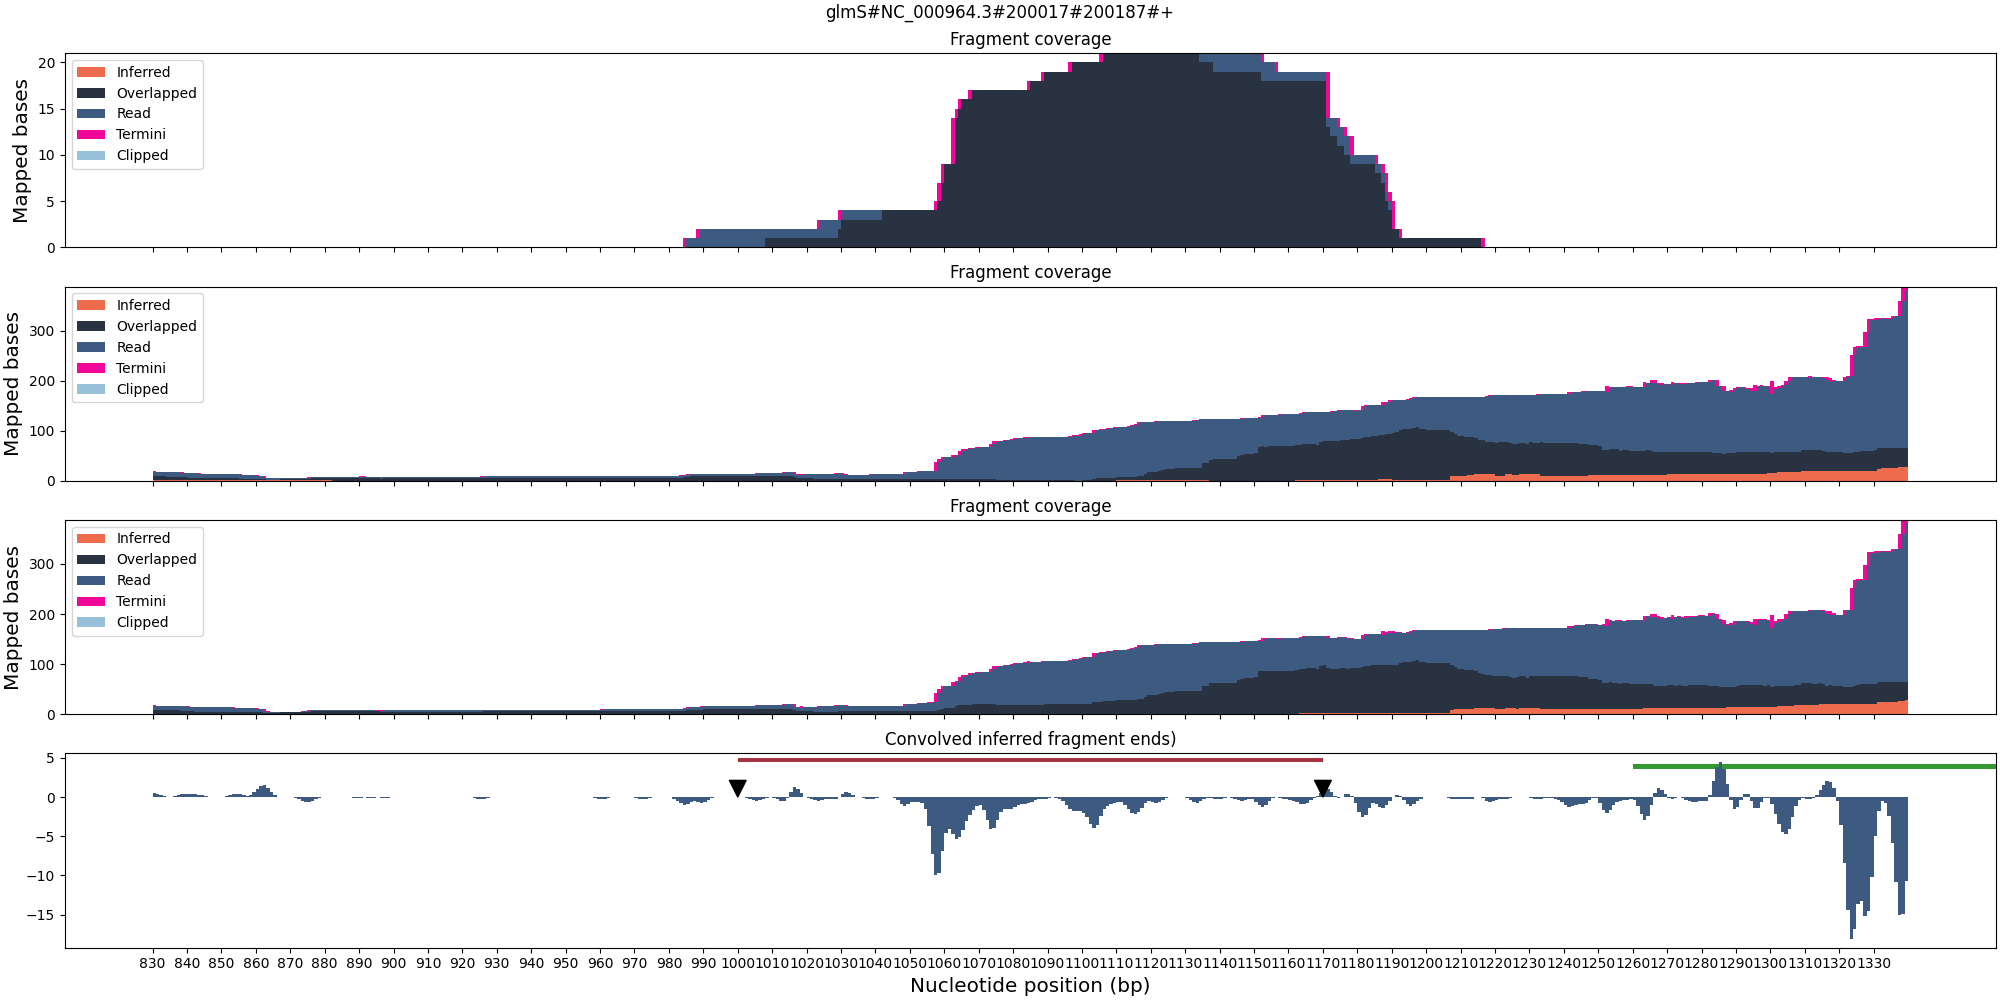 glmS#NC_000964.3#200017#200187#+
Fragment coverage
Mapped bases
20
15
10
5
0
Inferred
Overlapped
Read
Termini
Clipped
Fragment coverage
Mapped bases
300
200
100
0
Inferred
Overlapped
Read
Termini
Clipped
Fragment coverage
Mapped bases
300
200
100
0
Inferred
Overlapped
Read
Termini
Clipped
Convolved inferred fragment ends)
5
0
−5
−10
−15
830 840 850 860 870 880 890 900 910 920 930 940 950 960 970 980 990 1000 1010 1020 1030 1040 1050 1060 1070 1080 1090 1100 1110 1120 1130 1140 1150 1160 1170 1180 1190 1200 1210 1220 1230 1240 1250 1260 1270 1280 1290 1300 1310 1320 1330
Nucleotide position (bp)